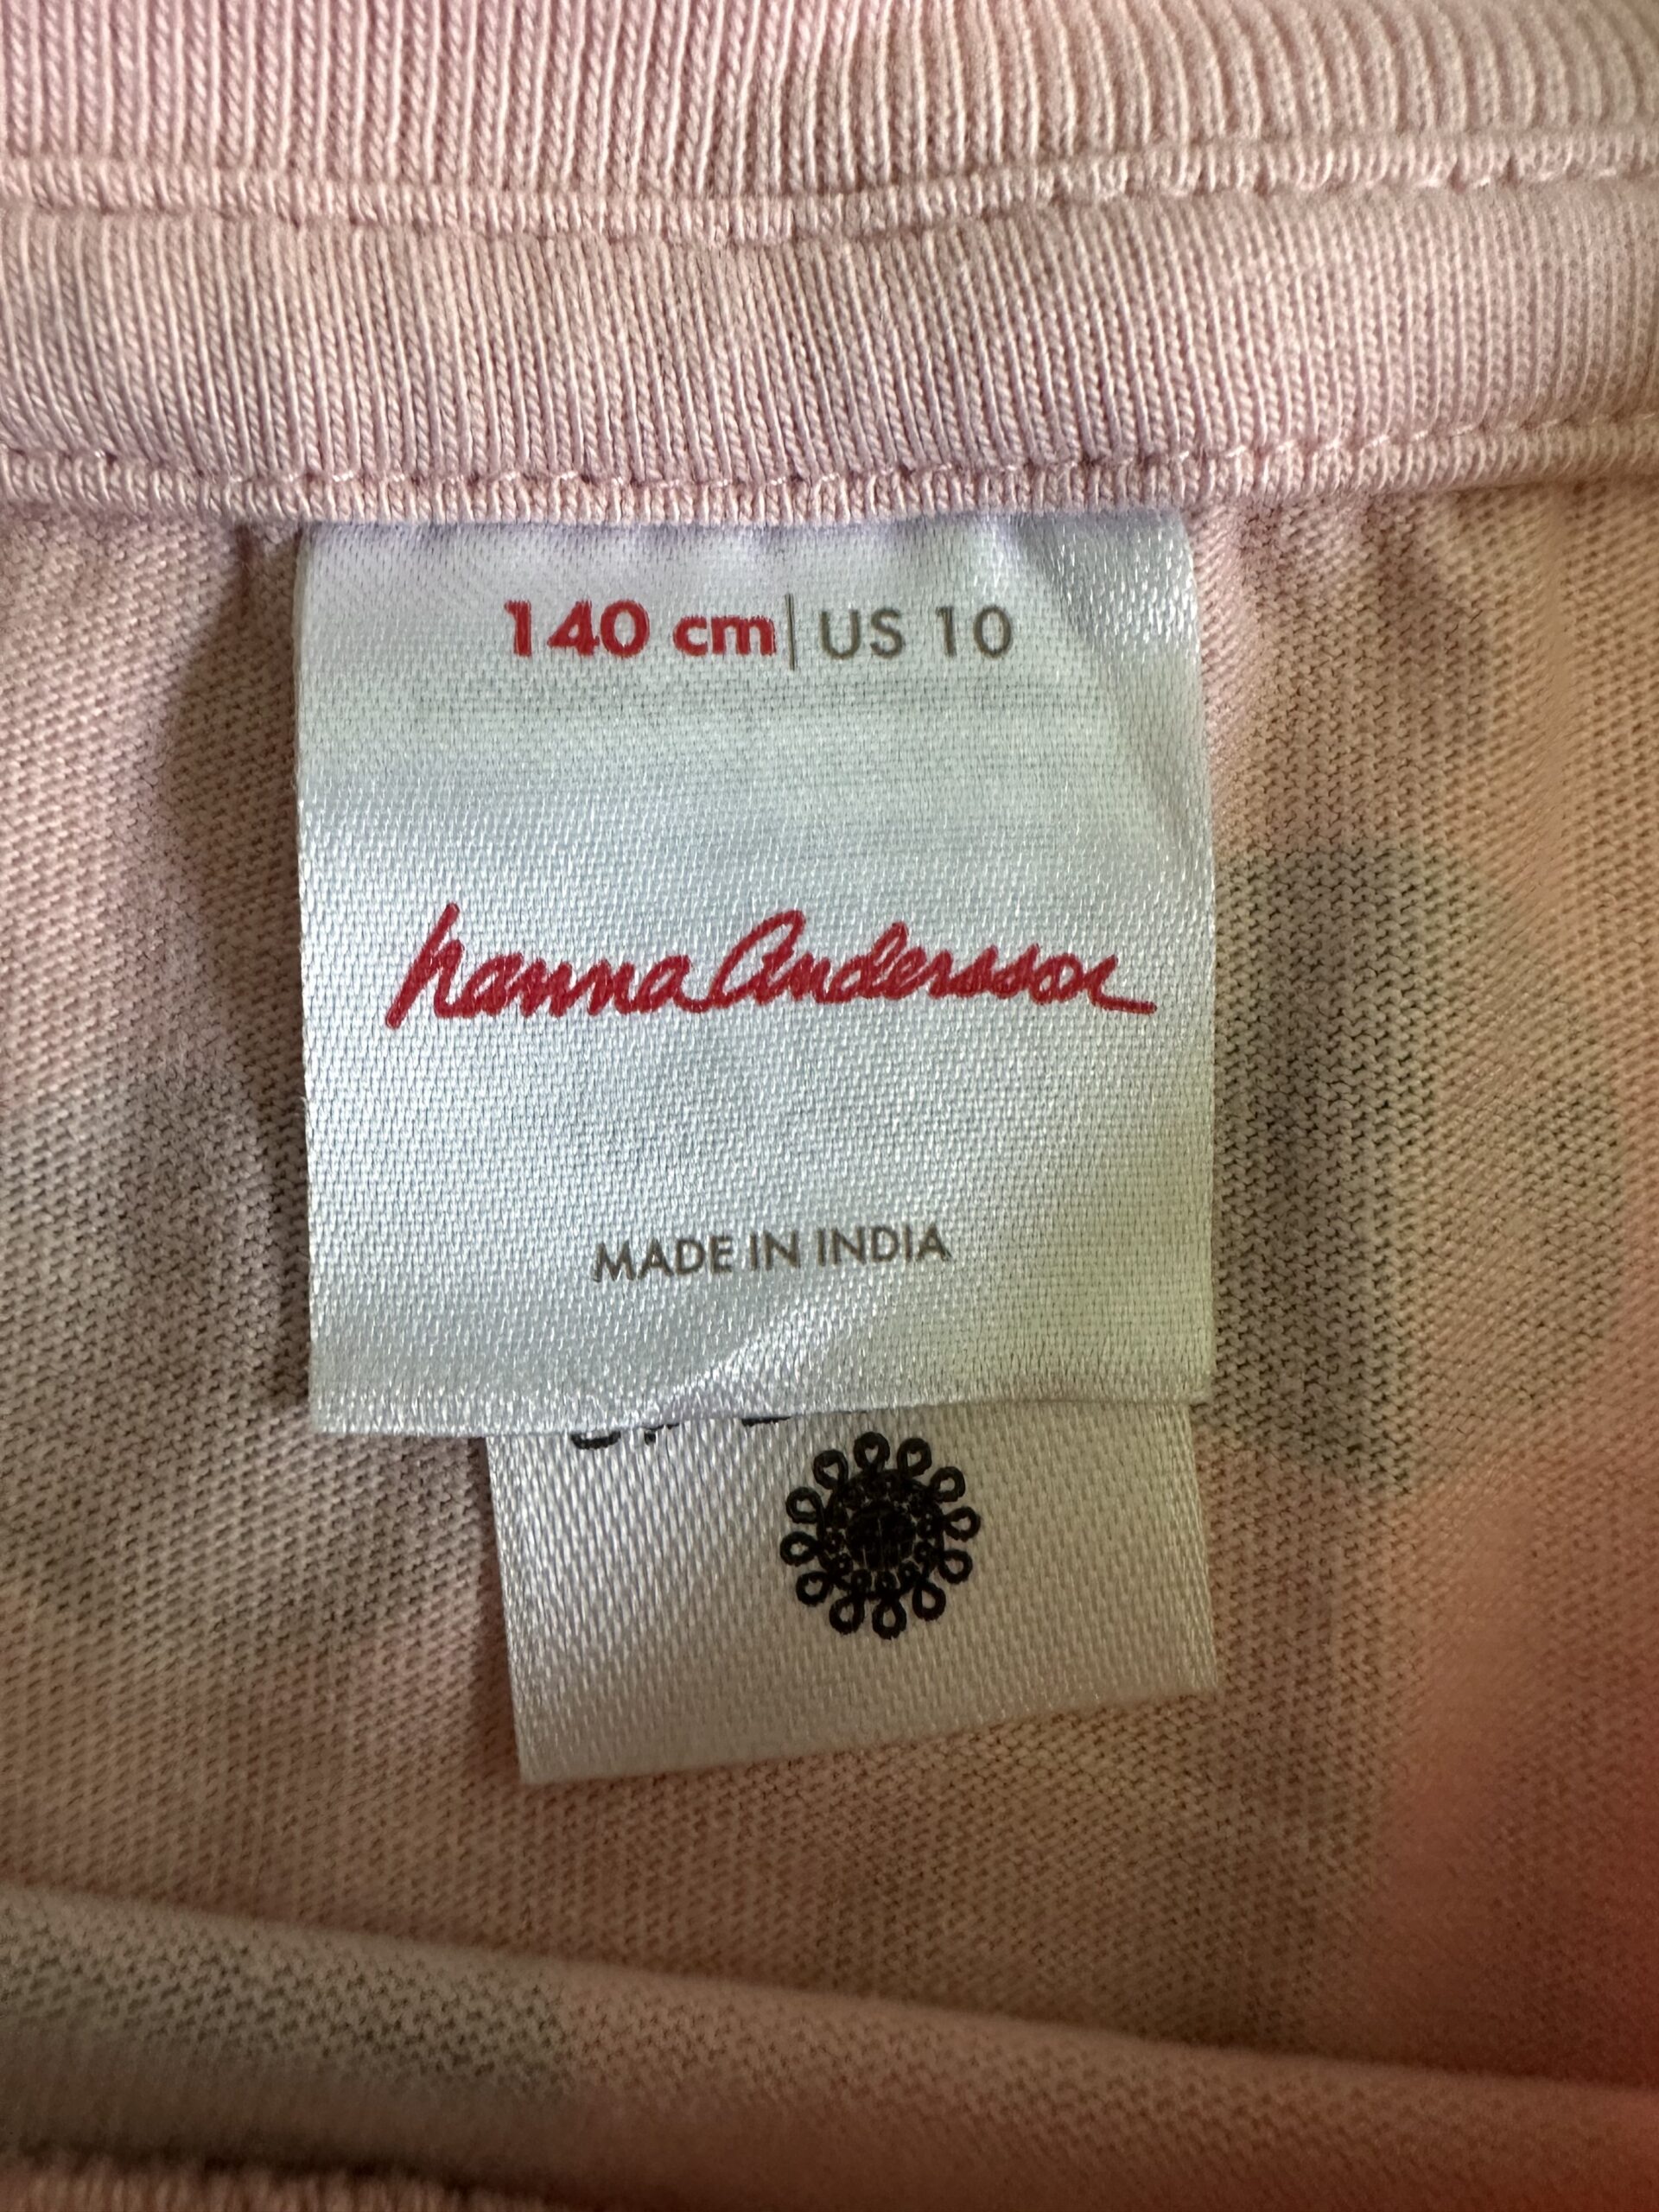 140 cm | US 10
hanna Andersson
MADE IN INDIA